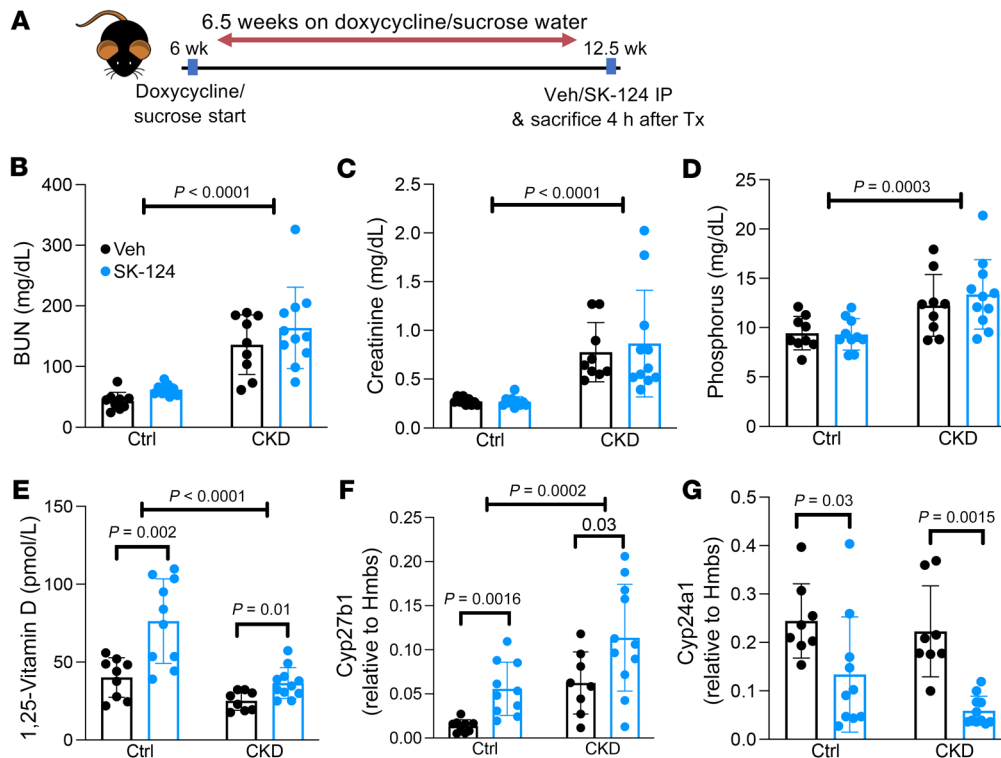 A
6.5 weeks on doxycycline/sucrose water
6 wk
12.5 wk
Doxycycline/
sucrose start
Veh/SK-124 IP
& sacrifice 4 h after Tx
B
BUN (mg/dL)
400
300
200
100
0
P < 0.0001
Veh
SK-124
Ctrl
CKD
C
Creatinine (mg/dL)
2.5
2.0
1.5
1.0
0.5
0.0
P < 0.0001
Ctrl
CKD
D
Phosphorus (mg/dL)
25
20
15
10
5
0
P = 0.0003
Ctrl
CKD
E
1,25-Vitamin D (pmol/L)
150
100
50
0
P < 0.0001
P = 0.002
P = 0.01
Ctrl
CKD
F
Cyp27b1
(relative to Hmbs)
0.25
0.20
0.15
0.10
0.05
0.00
P = 0.0002
0.03
P = 0.0016
Ctrl
CKD
G
Cyp24a1
(relative to Hmbs)
0.5
0.4
0.3
0.2
0.1
0.0
P = 0.03
P = 0.0015
Ctrl
CKD